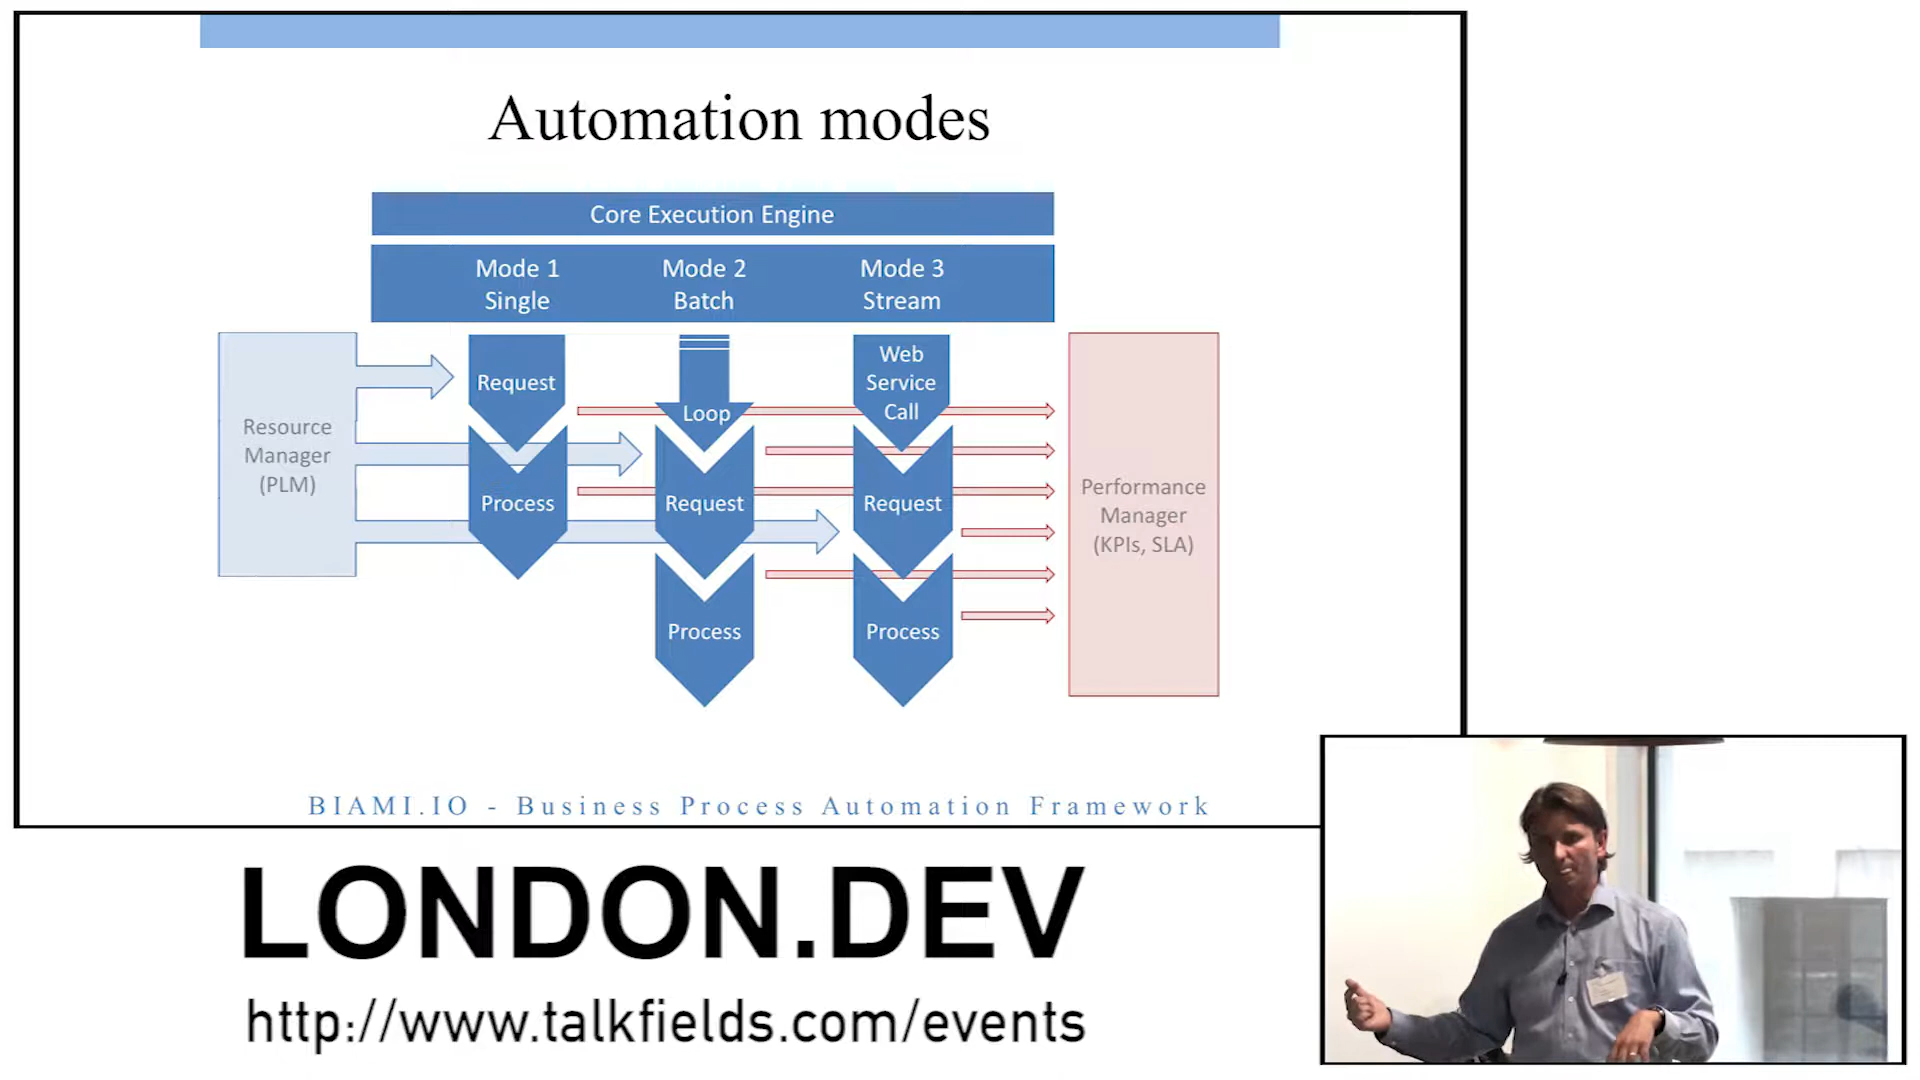 Automation modes
Core Execution Engine
Mode 1
Single
Mode 2
Batch
Mode 3
Stream
Resource
Manager
(PLM)
Request
Process
Loop
Request
Process
Web
Service
Call
Request
Process
Performance
Manager
(KPIs, SLA)
BIAMI.IO - Business Process Automation Framework
LONDON.DEV
http://www.talkfields.com/events